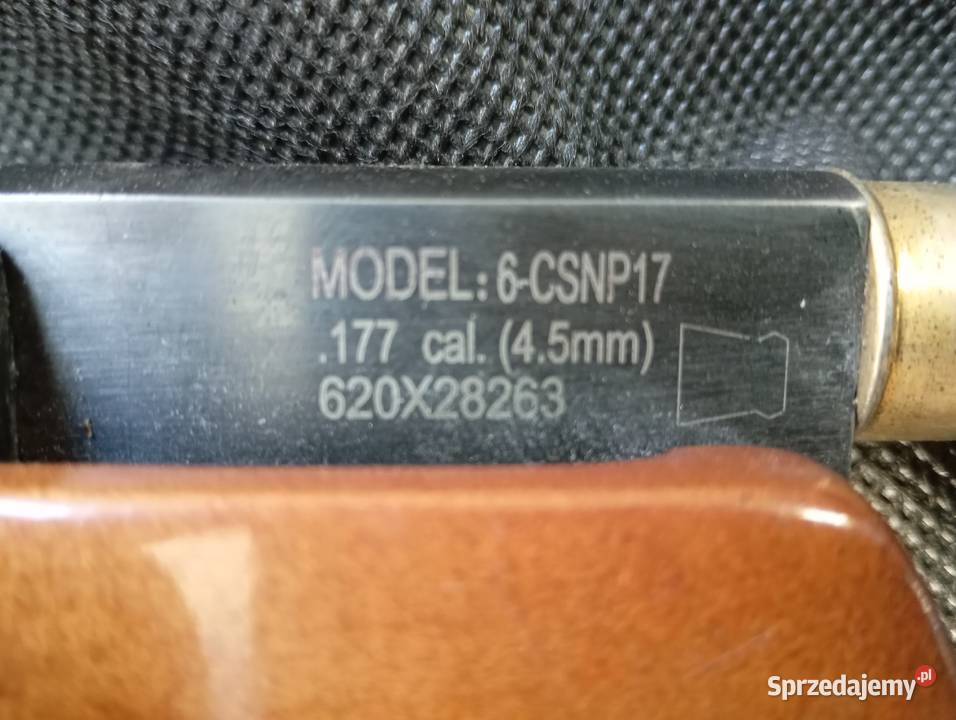 MODEL: 6-CSNP17
.177 cal. (4.5mm)
620X28263
Sprzedajemy.pl